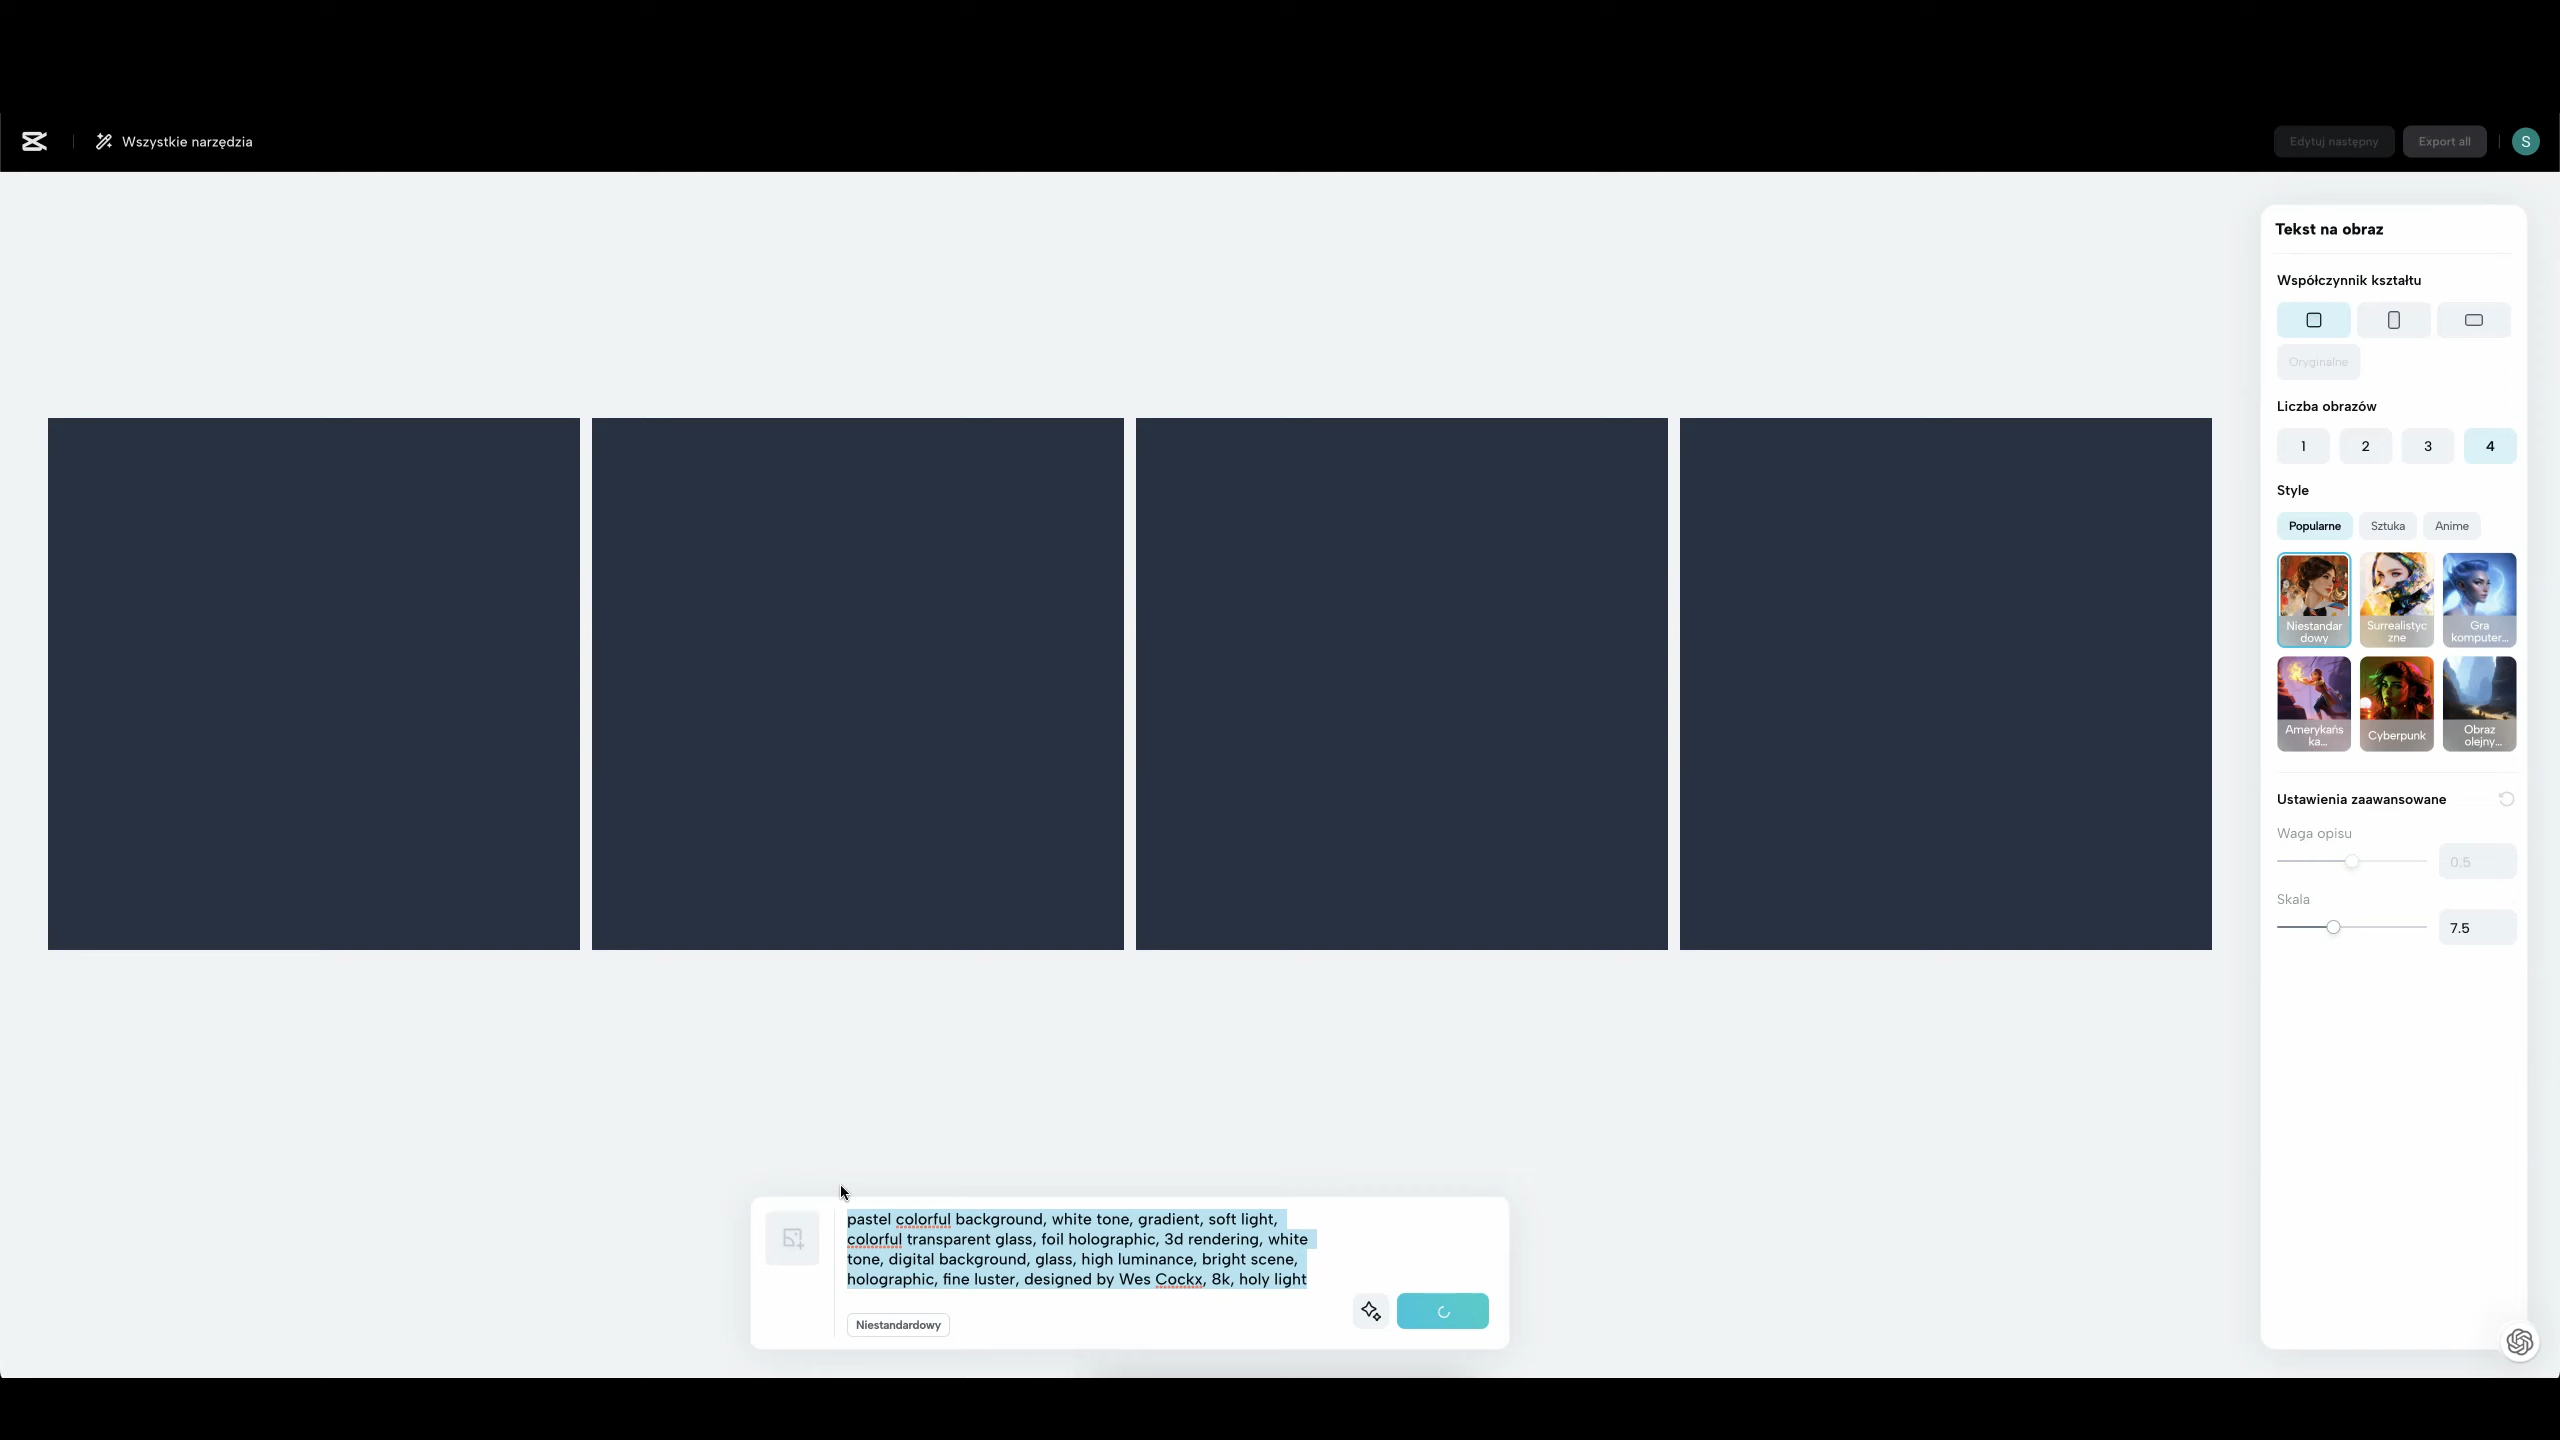 Wszystkie narzędzia
Edytuj następny
Export all
S
Tekst na obraz
Współczynnik kształtu
Oryginalne
Liczba obrazów
1
2
3
4
Style
Popularne
Sztuka
Anime
Niestandar
dowy
Surrealistyc
zne
Gra
komputer...
Amerykańs
ka...
Cyberpunk
Obraz
olejny...
Ustawienia zaawansowane
Waga opisu
0.5
Skala
7.5
pastel colorful background, white tone, gradient, soft light,
colorful transparent glass, foil holographic, 3d rendering, white
tone, digital background, glass, high luminance, bright scene,
holographic, fine luster, designed by Wes Cockx, 8k, holy light
Niestandardowy